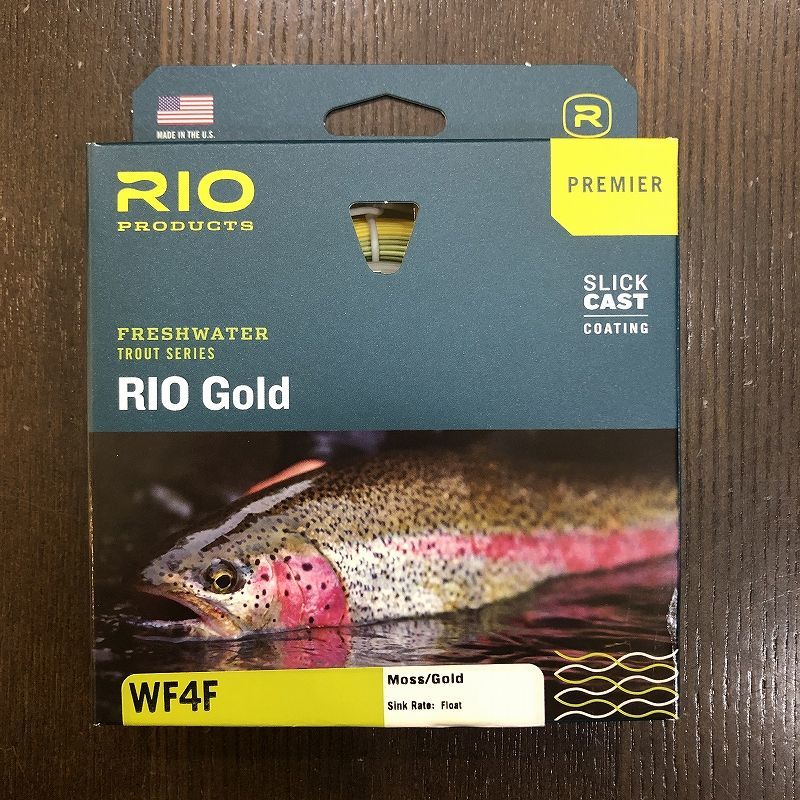 MADE IN THE U.S.
R
RIO
PRODUCTS
PREMIER
SLICK
CAST
COATING
FRESHWATER
TROUT SERIES
RIO Gold
WF4F
Moss/Gold
Sink Rate: Float